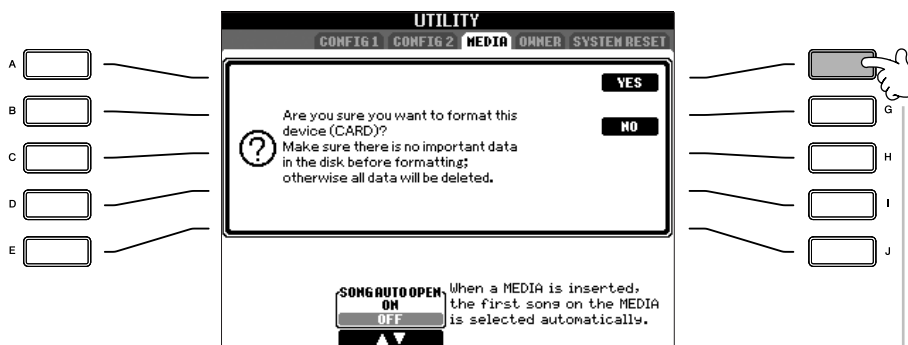 UTILITY
CONFIG 1 CONFIG 2 MEDIA OWNER SYSTEM RESET
A
YES
B
Are you sure you want to format this
G
device (CARD)?
NO
Make sure there is no important data
C
in the disk before formatting;
H
otherwise all data will be deleted.
D
I
E
J
SONG AUTO OPEN
When a MEDIA is inserted,
ON
the first song on the MEDIA
OFF
is selected automatically.